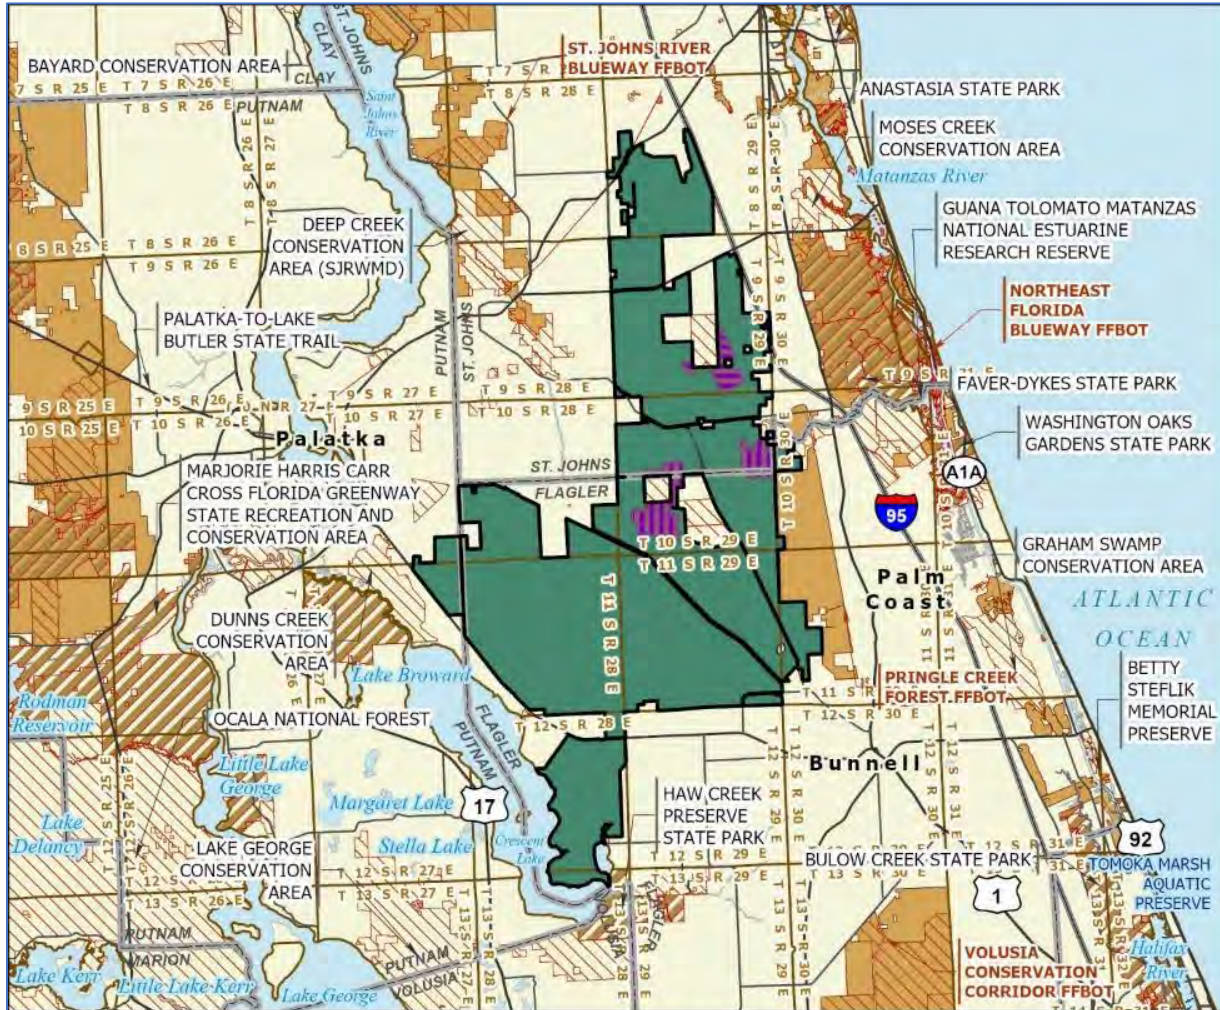 ST. JOHNS
CLAY
BAYARD CONSERVATION AREA
CLAY
PUTNAM
7 S R 25 E
T 7 S R 26 E
T 8 S R 26 E
Saint
Johns
River
ST. JOHNS RIVER
BLUEWAY FFBOT
T 7 S R 28 E
T 8 S R 28 E
ANASTASIA STATE PARK
MOSES CREEK
CONSERVATION AREA
Matanzas River
T 8 S R 26 E
T 8 S R 27 E
T 8 S R 29 E
T 8 S R 30 E
GUANA TOLOMATO MATANZAS
NATIONAL ESTUARINE
RESEARCH RESERVE
DEEP CREEK
CONSERVATION
AREA (SJRWMD)
8 S R 25 E
T 8 S R 26 E
T 9 S R 26 E
NORTHEAST
FLORIDA
BLUEWAY FFBOT
PALATKA-TO-LAKE
BUTLER STATE TRAIL
PUTNAM
ST. JOHNS
T 9 S R 29 E
T 9 S R 30 E
FAVER-DYKES STATE PARK
T 9 S R 25 E
T 9 S R 26 E
T 9 S R 27 E
T 9 S R 28 E
T 10 S R 25 E
T 10 S R 26 E
T 10 S R 27 E
T 10 S R 28 E
T 9 S R 31 E
Palatka
WASHINGTON OAKS
GARDENS STATE PARK
A1A
MARJORIE HARRIS CARR
CROSS FLORIDA GREENWAY
STATE RECREATION AND
CONSERVATION AREA
ST. JOHNS
FLAGLER
T 10 S R 30 E
95
T 10 S R 29 E
T 11 S R 29 E
GRAHAM SWAMP
CONSERVATION AREA
Palm
Coast
ATLANTIC
OCEAN
T 11 S R 28 E
DUNNS CREEK
CONSERVATION
AREA
Lake Broward
PRINGLE CREEK
FOREST FFBOT
BETTY
STEFLIK
MEMORIAL
PRESERVE
Rodman
Reservoir
OCALA NATIONAL FOREST
FLAGLER
PUTNAM
T 12 S R 28 E
T 11 S R 30 E
T 12 S R 30 E
Bunnell
Little Lake
George
Margaret Lake
17
HAW CREEK
PRESERVE
STATE PARK
Lake
Delancy
Stella Lake
Crescent
Lake
LAKE GEORGE
CONSERVATION
AREA
T 12 S R 26 E
T 13 S R 26 E
T 12 S R 27 E
T 13 S R 27 E
T 12 S R 29 E
T 13 S R 29 E
BULOW CREEK STATE PARK
92
TOMOKA MARSH
AQUATIC
PRESERVE
1
PUTNAM
MARION
PUTNAM
VOLUSIA
VOLUSIA
FLAGLER
Lake Kerr
Little Lake Kerr
Lake George
VOLUSIA
CONSERVATION
CORRIDOR FFBOT
Halifax
River